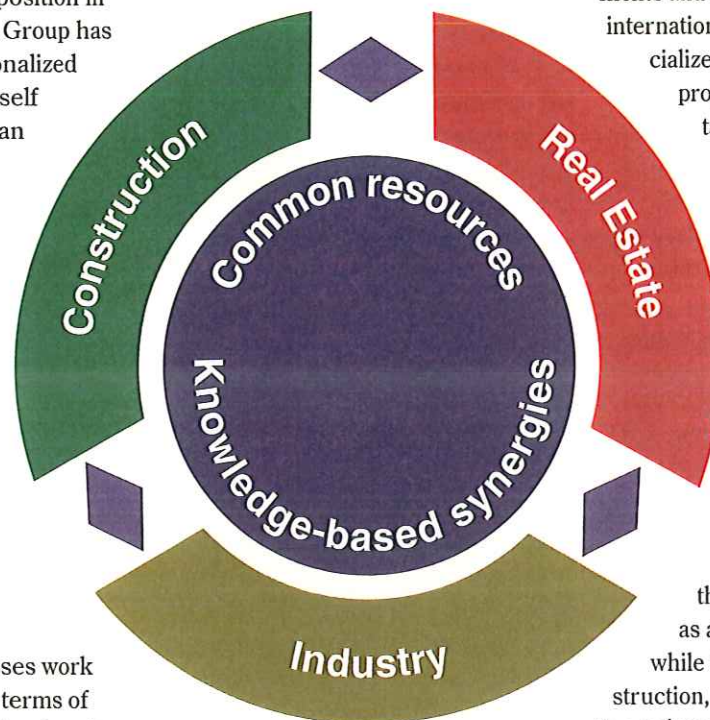 position in
Group has
onalized
self
an
internation
cialize
pro
Construction
Real Estate
Common resources
Knowledge-based synergies
Industry
ses work
terms of
th
as a
while
struction,